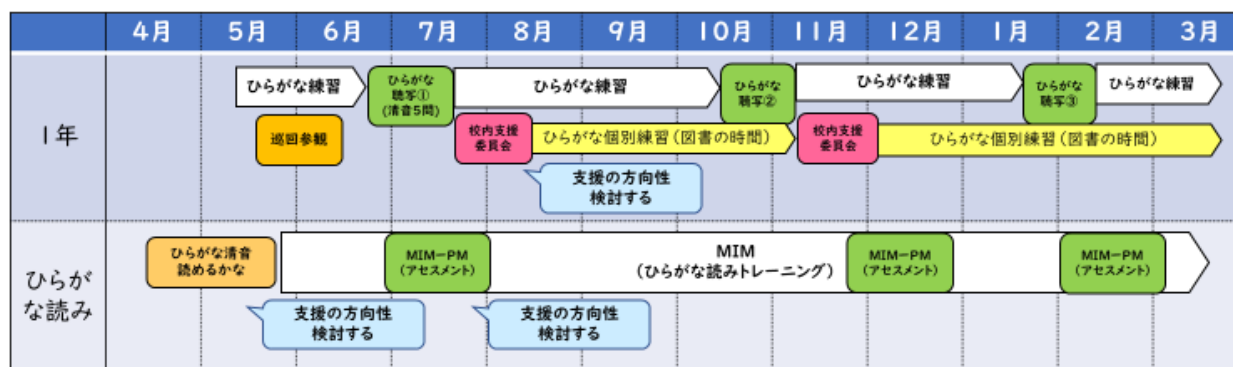 4月 5月 6月 7月 8月 9月 10月 11月 12月 1月 2月 3月
1年
ひらがな練習
ひらがな
聴写①
(清音5問)
ひらがな練習
ひらがな
聴写②
ひらがな練習
ひらがな
聴写③
ひらがな練習
巡回参観
校内支援
委員会
ひらがな個別練習(図書の時間)
校内支援
委員会
ひらがな個別練習(図書の時間)
支援の方向性
検討する
ひらが
な読み
ひらがな清音
読めるかな
MIM-PM
(アセスメント)
MIM
(ひらがな読みトレーニング)
MIM-PM
(アセスメント)
MIM-PM
(アセスメント)
支援の方向性
検討する
支援の方向性
検討する